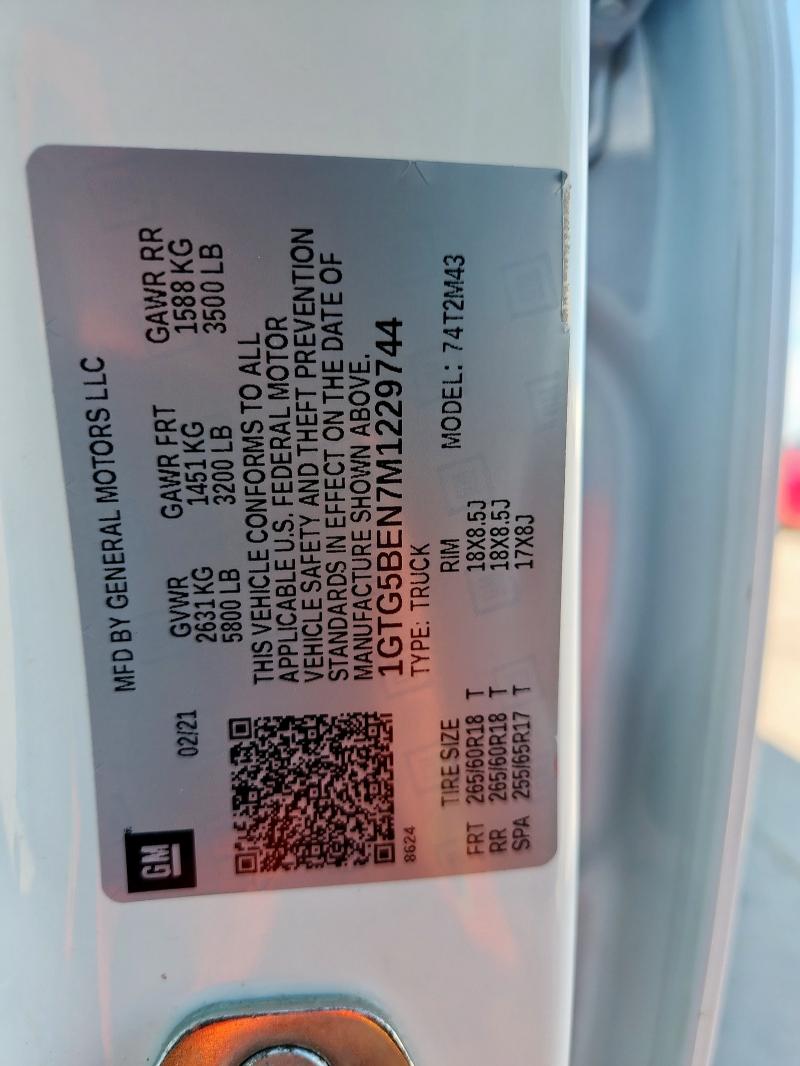 GM
MFD BY GENERAL MOTORS LLC
02/21
GVWR GAWR FRT GAWR RR
2631 KG 1451 KG 1588 KG
5800 LB 3200 LB 3500 LB
THIS VEHICLE CONFORMS TO ALL
APPLICABLE U.S. FEDERAL MOTOR
VEHICLE SAFETY AND THEFT PREVENTION
STANDARDS IN EFFECT ON THE DATE OF
MANUFACTURE SHOWN ABOVE.
1GTG5BEN7M1229744
8624
TYPE: TRUCK
TIRE SIZE RIM MODEL: 74T2M43
FRT 265/60R18 T 18X8.5J
RR 265/60R18 T 18X8.5J
SPA 255/65R17 T 17X8J